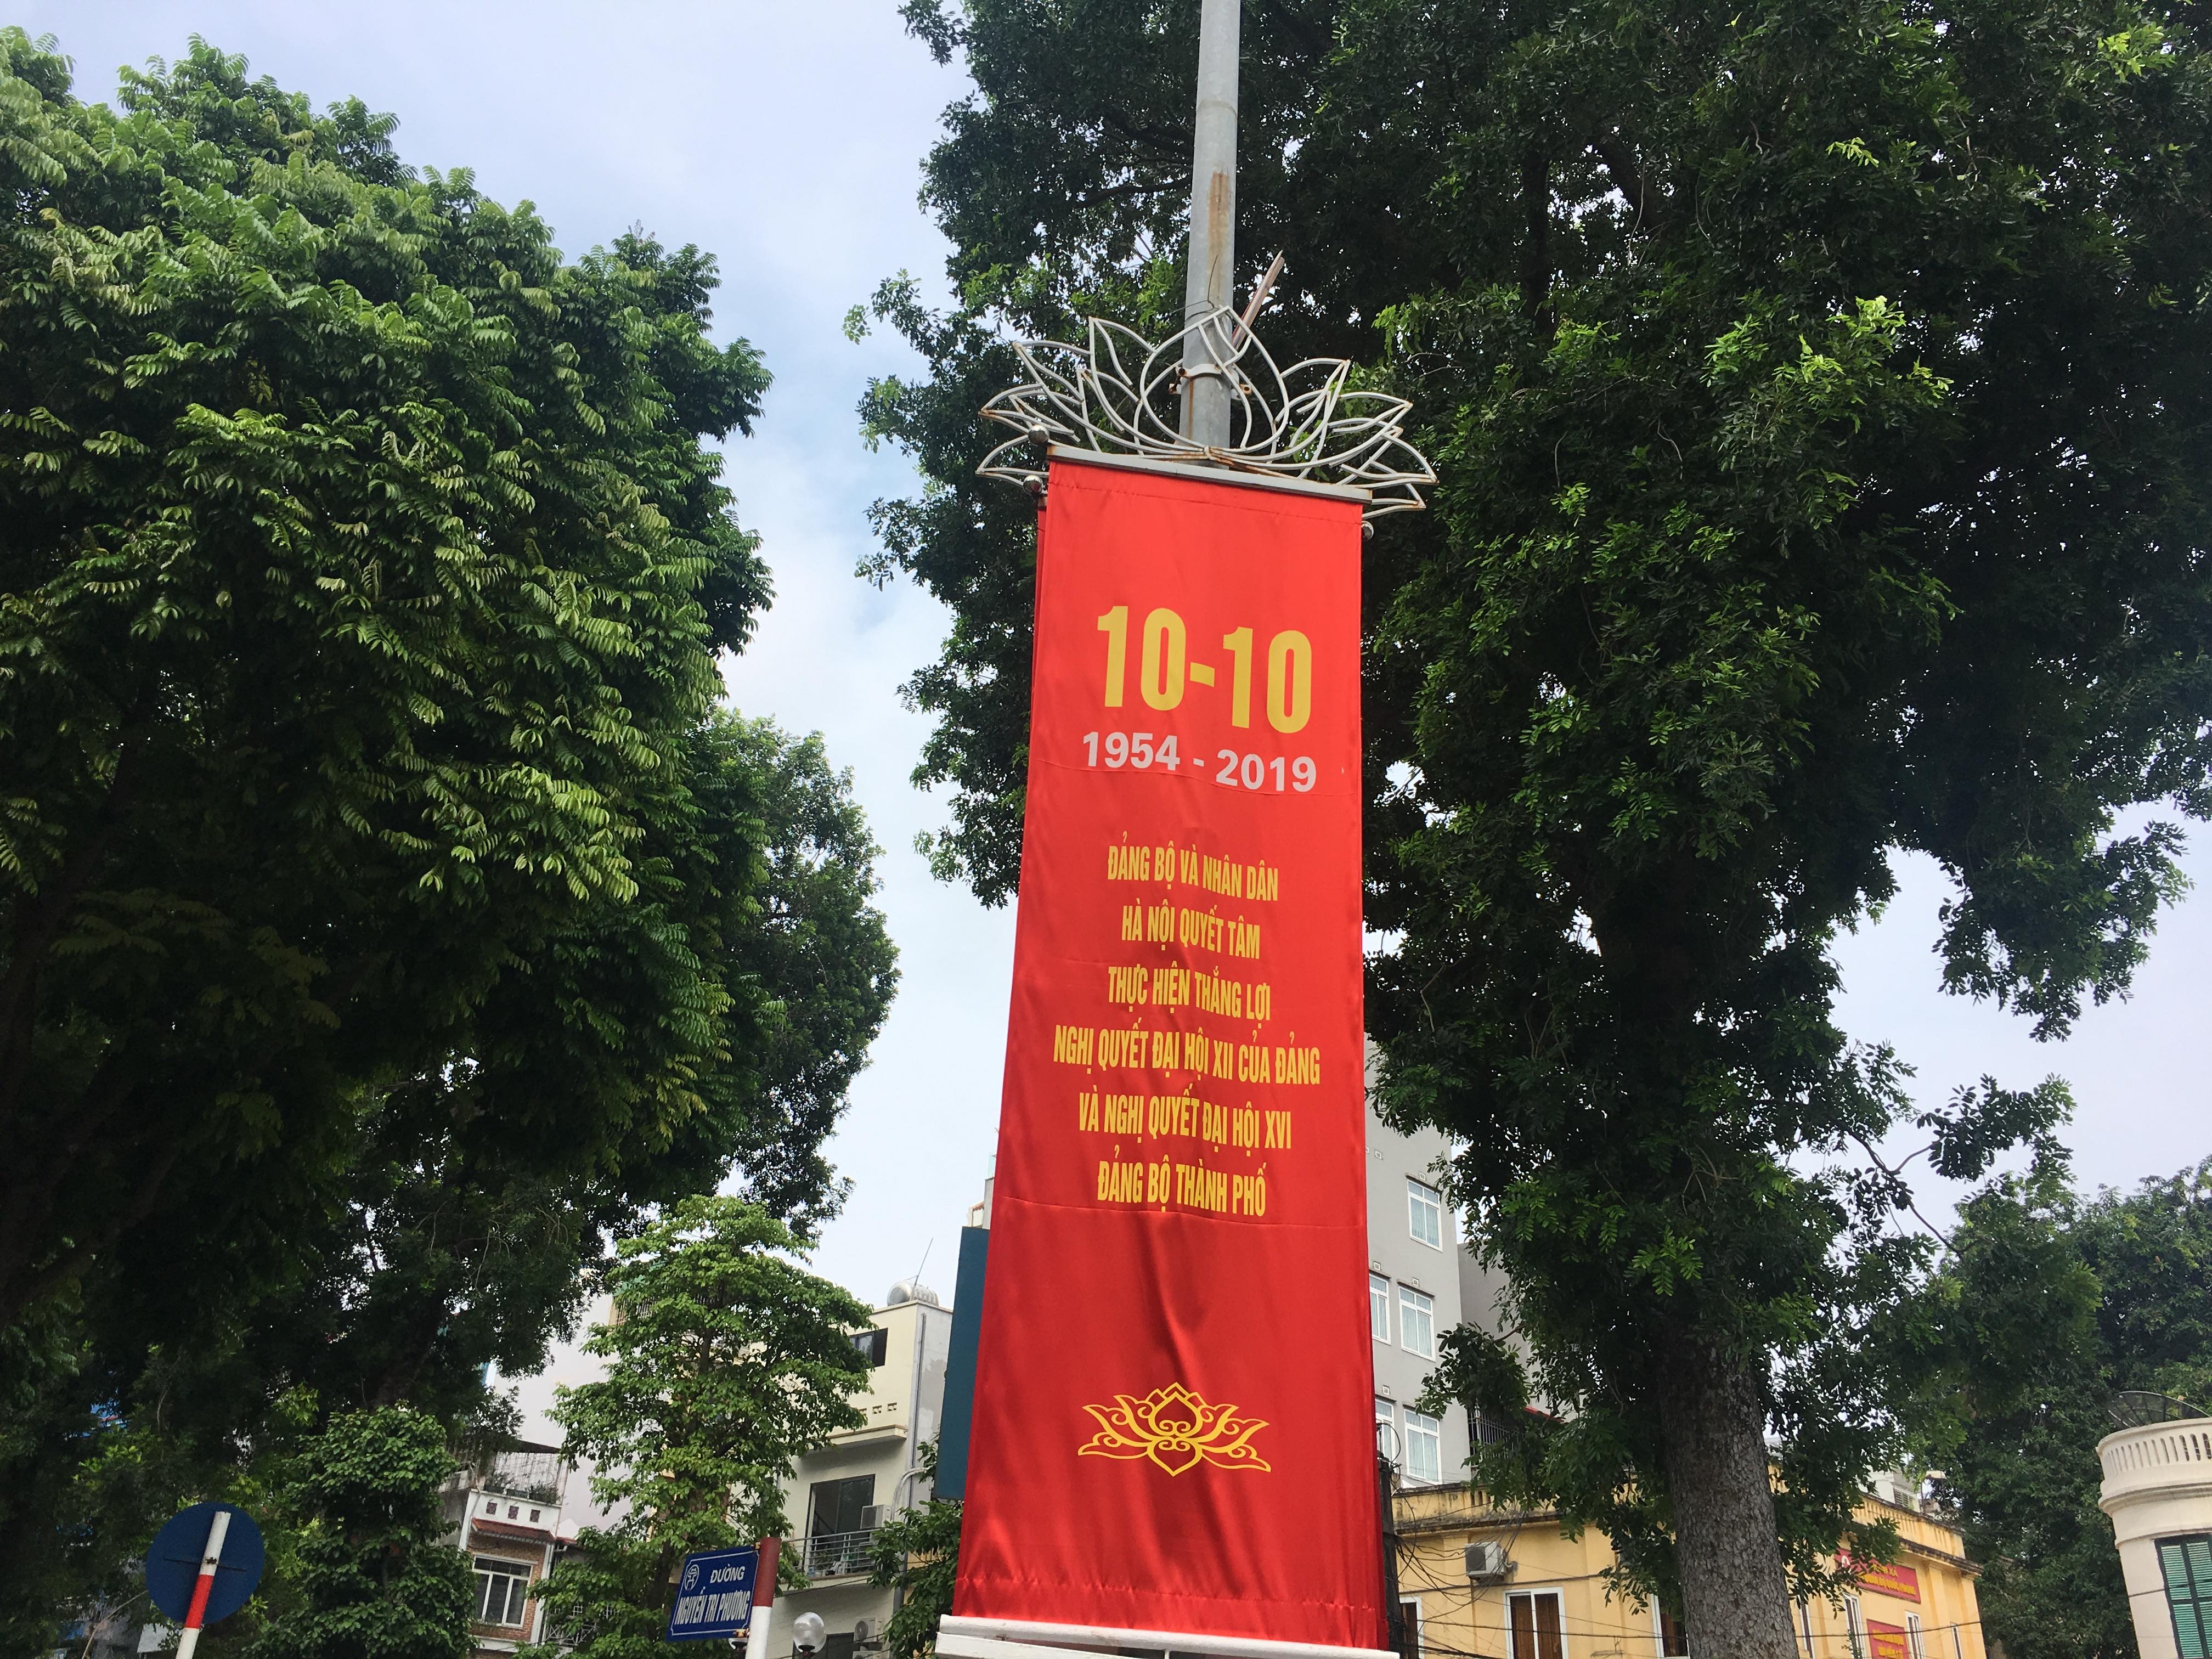 10-10
1954 - 2019
ĐẢNG BỘ VÀ NHÂN DÂN
HÀ NỘI QUYẾT TÂM
THỰC HIỆN THẮNG LỢI
NGHỊ QUYẾT ĐẠI HỘI XII CỦA ĐẢNG
VÀ NGHỊ QUYẾT ĐẠI HỘI XVI
ĐẢNG BỘ THÀNH PHỐ
ĐƯỜNG
NGUYỄN TRI PHƯƠNG